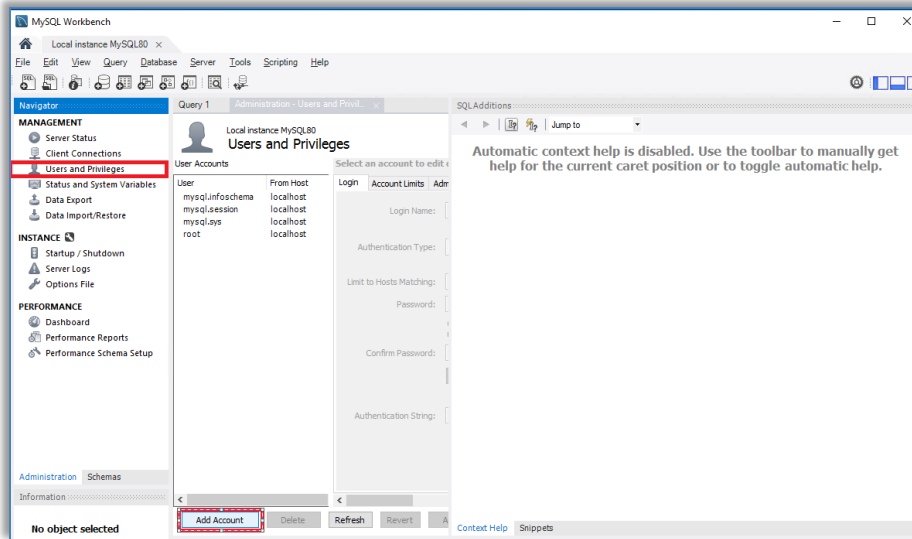 MySQL Workbench
Local instance MySQL80
File Edit View Query Database Server Tools Scripting Help
Navigator
MANAGEMENT
Server Status
Client Connections
Users and Privileges
Status and System Variables
Data Export
Data Import/Restore
INSTANCE
Startup / Shutdown
Server Logs
Options File
PERFORMANCE
Dashboard
Performance Reports
Performance Schema Setup
Administration Schemas
Information
No object selected
Query 1 Administration - Users and Privil...
Local instance MySQL80
Users and Privileges
User Accounts
User From Host
mysql.infoschema localhost
mysql.session localhost
mysql.sys localhost
root localhost
Add Account Delete Refresh Revert A
Select an account to edit
Login Account Limits Adm
Login Name:
Authentication Type:
Limit to Hosts Matching:
Password:
Confirm Password:
Authentication String:
SQLAdditions
Jump to
Automatic context help is disabled. Use the toolbar to manually get
help for the current caret position or to toggle automatic help.
Context Help Snippets